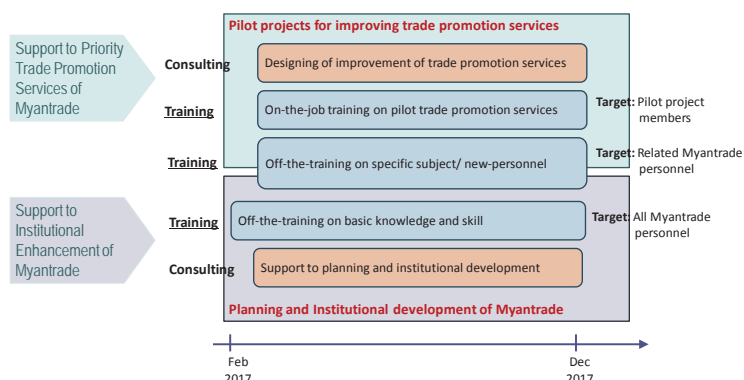 Pilot projects for improving trade promotion services
Support to Priority
Trade Promotion
Services of
Myantrade
Consulting
Designing of improvement of trade promotion services
Training
On-the-job training on pilot trade promotion services
Target: Pilot project
members
Training
Off-the-training on specific subject/ new-personnel
Target: Related Myantrade
personnel
Support to
Institutional
Enhancement of
Myantrade
Training
Off-the-training on basic knowledge and skill
Target: All Myantrade
personnel
Consulting
Support to planning and institutional development
Planning and Institutional development of Myantrade
Feb
2017
Dec
2017